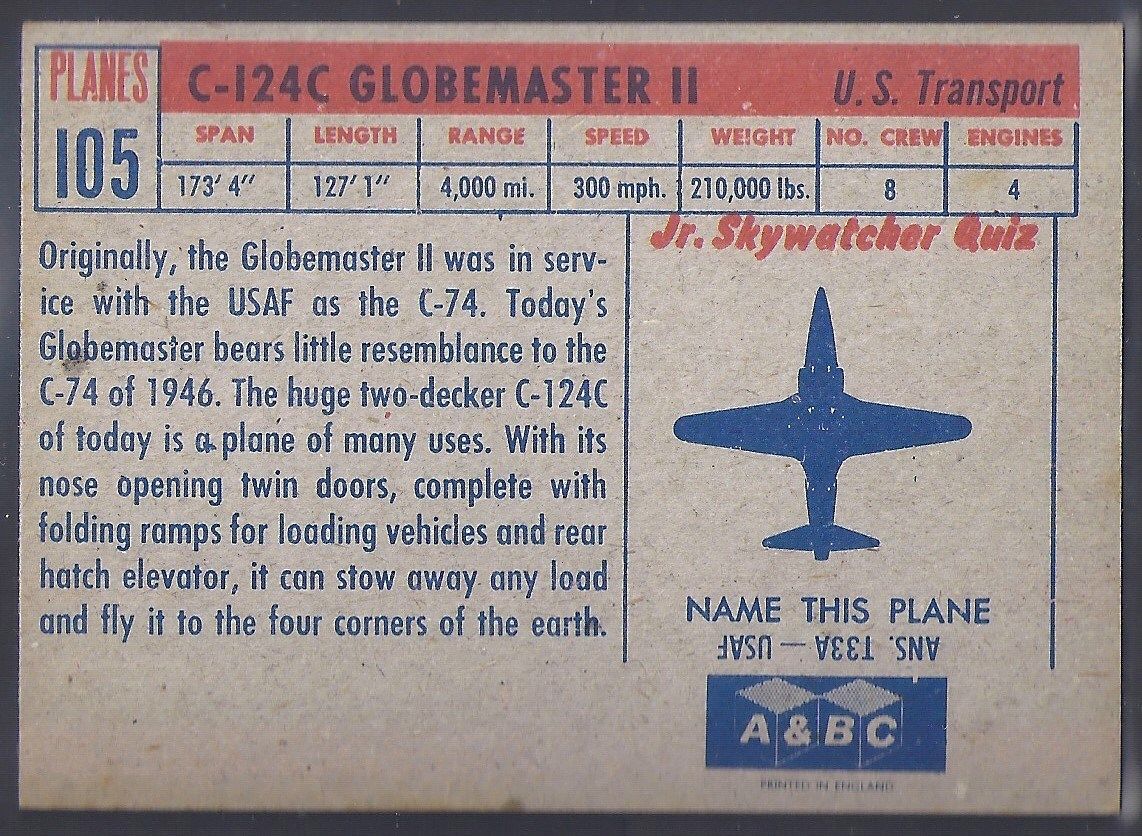 PLANES
105
C-124C GLOBEMASTER II U. S. Transport
SPAN LENGTH RANGE SPEED WEIGHT NO. CREW ENGINES
173' 4" 127' 1" 4,000 mi. 300 mph. 210,000 lbs. 8 4
Originally, the Globemaster II was in serv-
ice with the USAF as the C-74. Today's
Globemaster bears little resemblance to the
C-74 of 1946. The huge two-decker C-124C
of today is a plane of many uses. With its
nose opening twin doors, complete with
folding ramps for loading vehicles and rear
hatch elevator, it can stow away any load
and fly it to the four corners of the earth.
Jr. Skywatcher Quiz
NAME THIS PLANE
ANS. T33A — USAF
A & B C
PRINTED IN ENGLAND